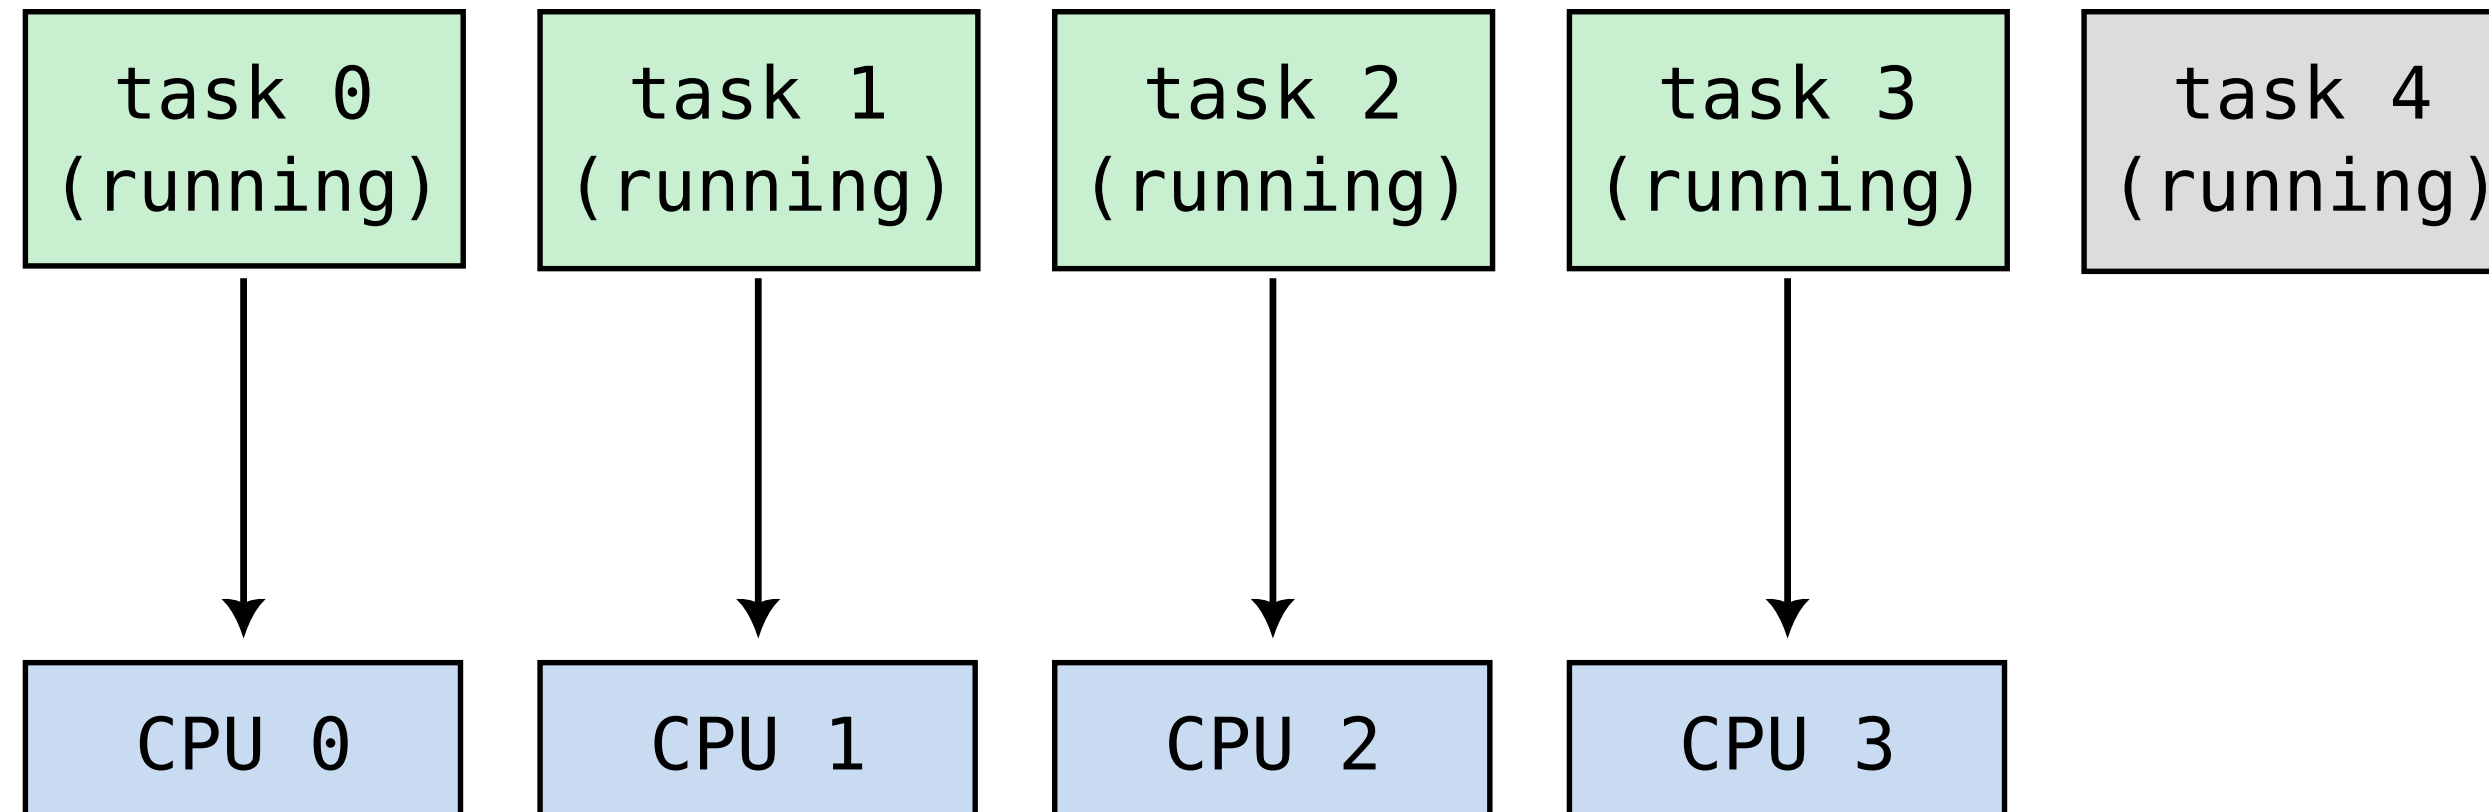 task 0
(running)
task 1
(running)
task 2
(running)
task 3
(running)
task 4
(running)
CPU 0
CPU 1
CPU 2
CPU 3